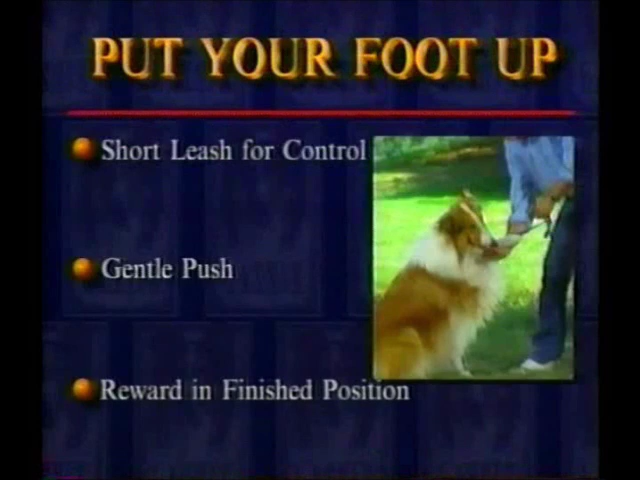 PUT YOUR FOOT UP
Short Leash for Control
Gentle Push
Reward in Finished Position